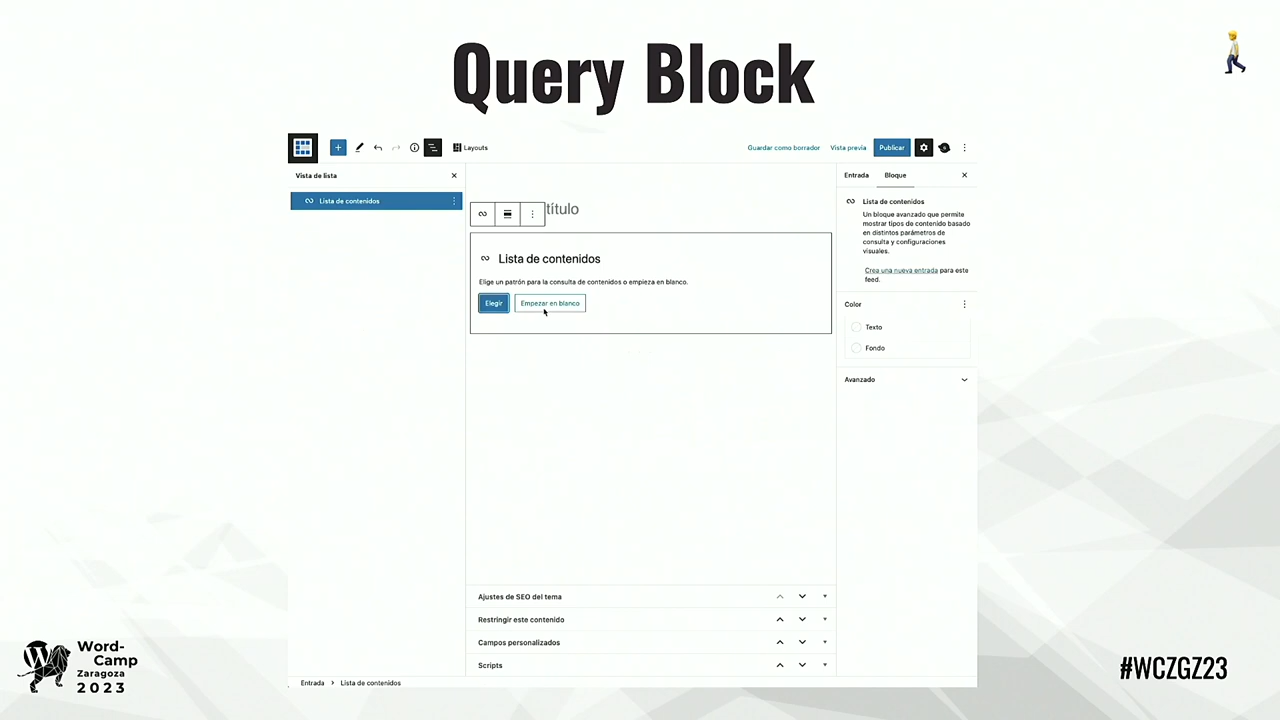 Query Block
Layouts
Guardar como borrador
Vista previa
Publicar
Vista de lista
Lista de contenidos
título
Lista de contenidos
Elige un patrón para la consulta de contenidos o empieza en blanco.
Elegir
Empezar en blanco
Entrada
Bloque
Lista de contenidos
Un bloque avanzado que permite
mostrar tipos de contenido basado
en distintos parámetros de
consulta y configuraciones
visuales.
Crea una nueva entrada para este
feed.
Color
Texto
Fondo
Avanzado
Ajustes de SEO del tema
Restringir este contenido
Campos personalizados
Scripts
Entrada > Lista de contenidos
Word-
Camp
Zaragoza
2023
#WCZGZ23